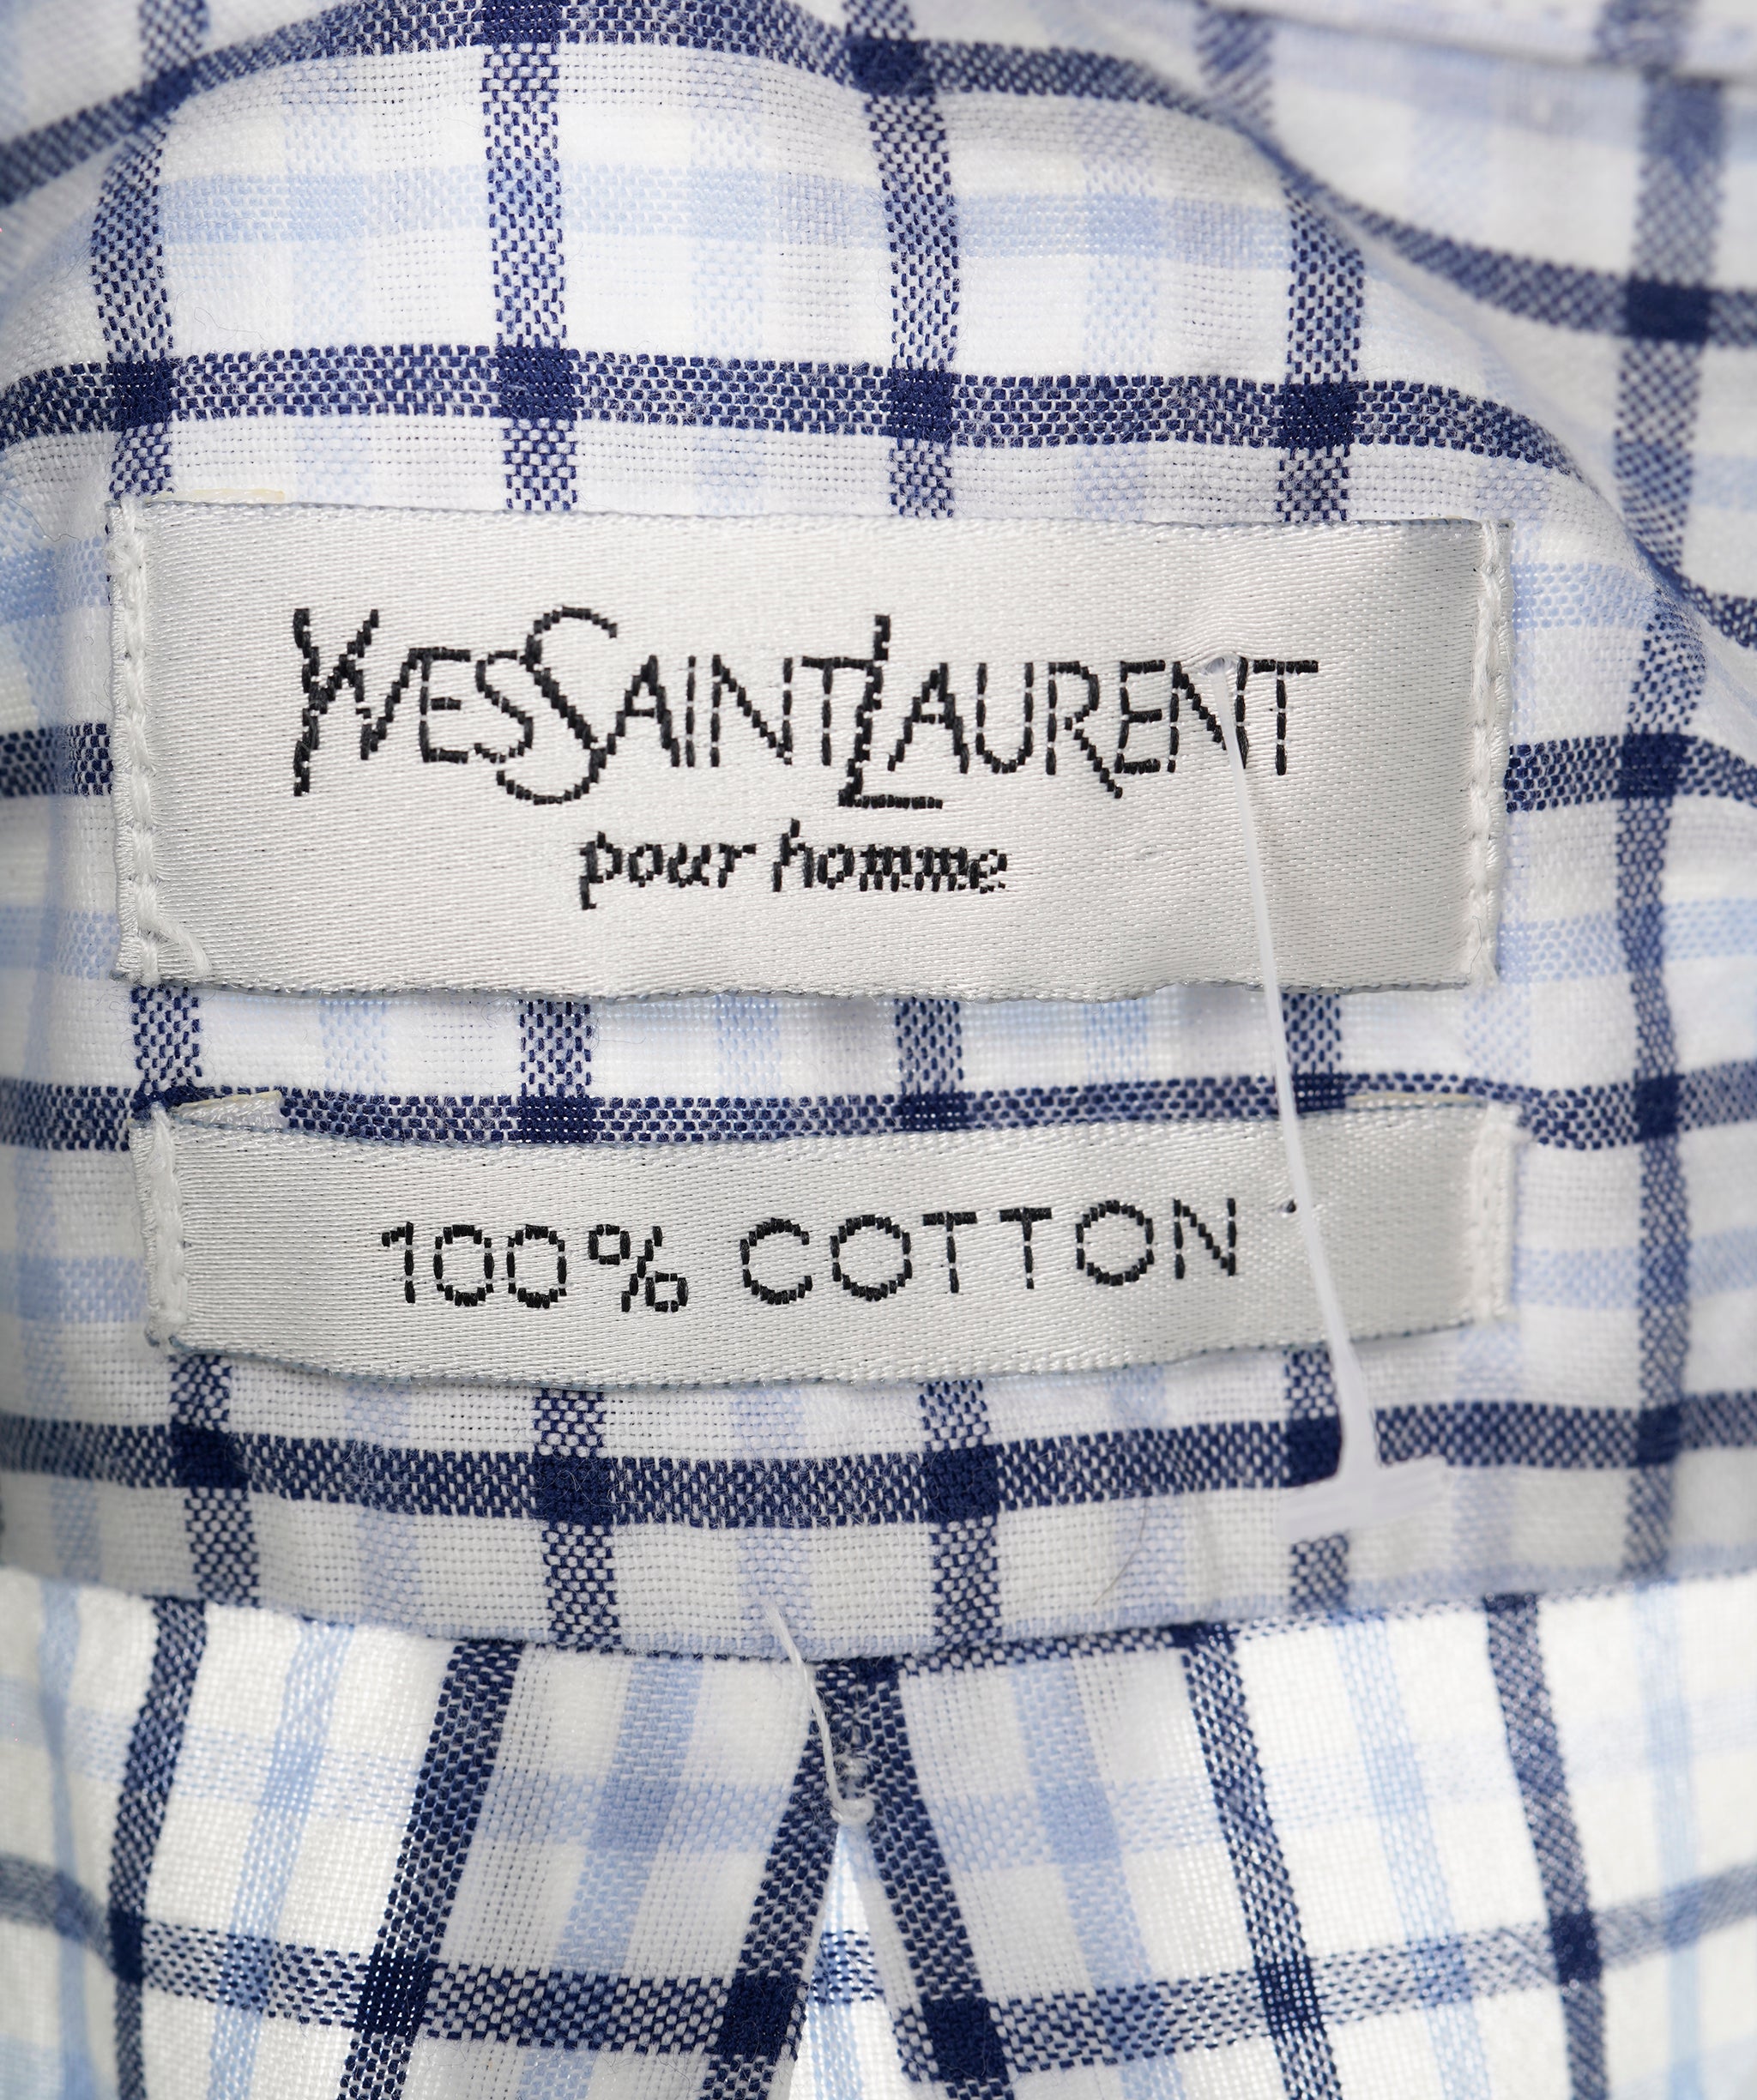 YVESSAINTLAURENT
pour homme
100% COTTON